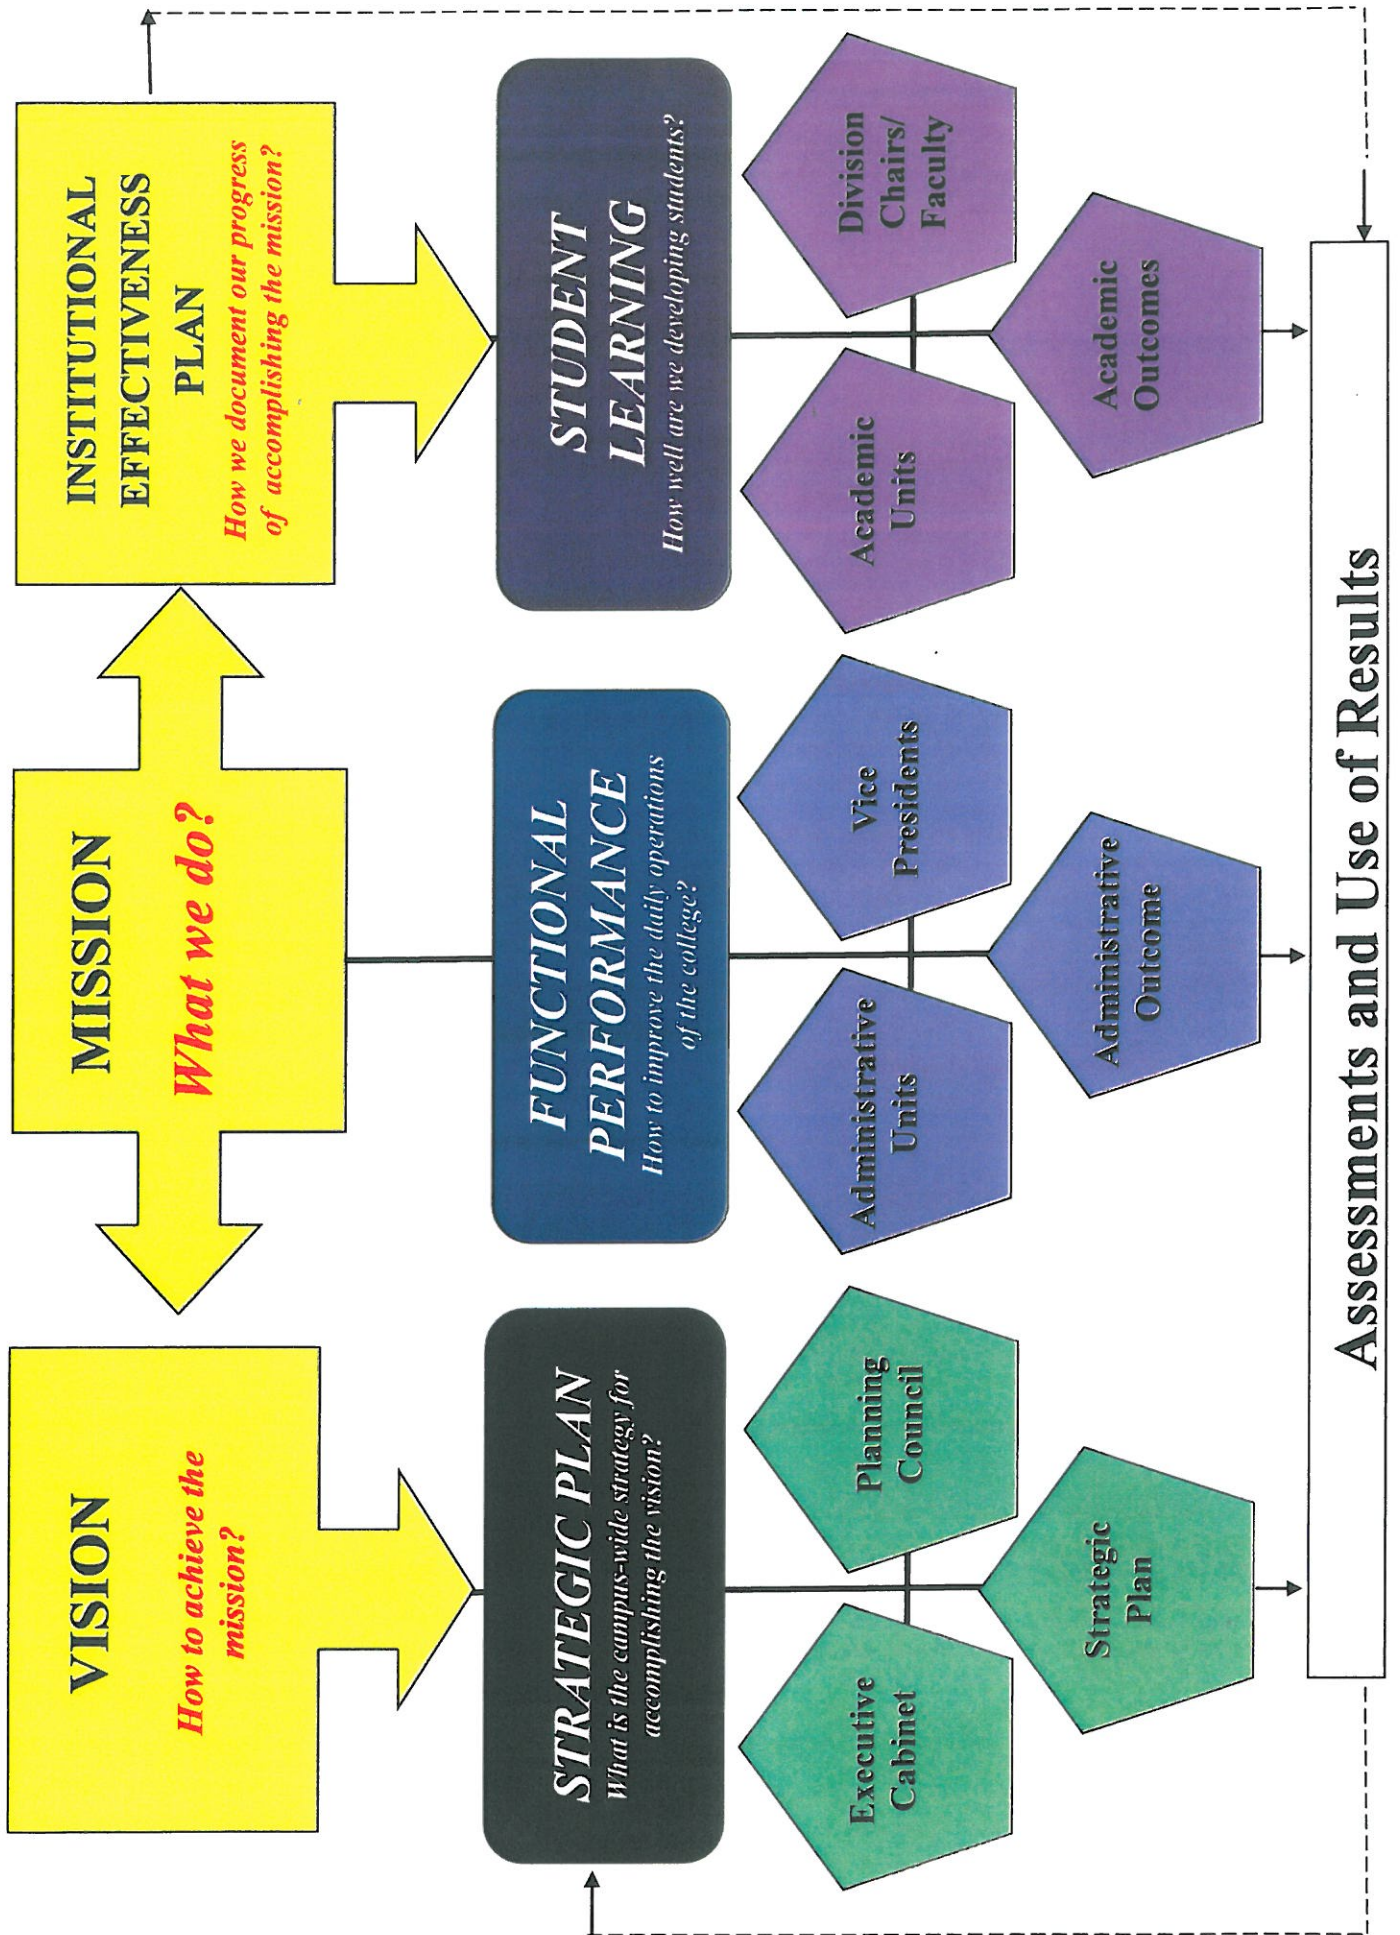 VISION
How to achieve the
mission?
MISSION
What we do?
INSTITUTIONAL
EFFECTIVENESS
PLAN
How we document our progress
of accomplishing the mission?
STRATEGIC PLAN
What is the campus-wide strategy for
accomplishing the vision?
FUNCTIONAL
PERFORMANCE
How to improve the daily operations
of the college?
STUDENT
LEARNING
How well are we developing students?
Executive
Cabinet
Planning
Council
Strategic
Plan
Administrative
Units
Vice
Presidents
Administrative
Outcome
Academic
Units
Division
Chairs/
Faculty
Academic
Outcomes
Assessments and Use of Results